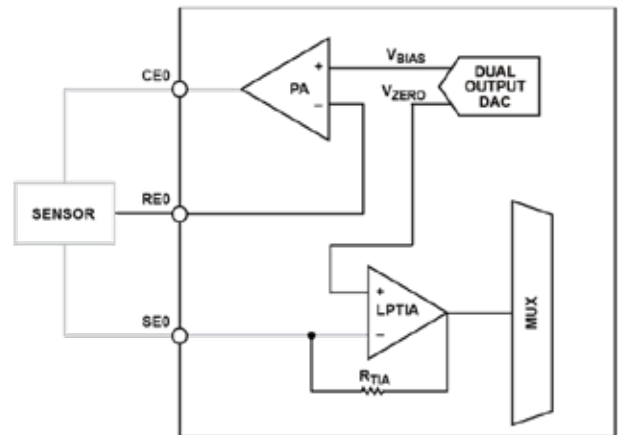 CE0
PA
+
−
V_BIAS
V_ZERO
DUAL
OUTPUT
DAC
SENSOR
RE0
SE0
+
−
LPTIA
R_TIA
MUX